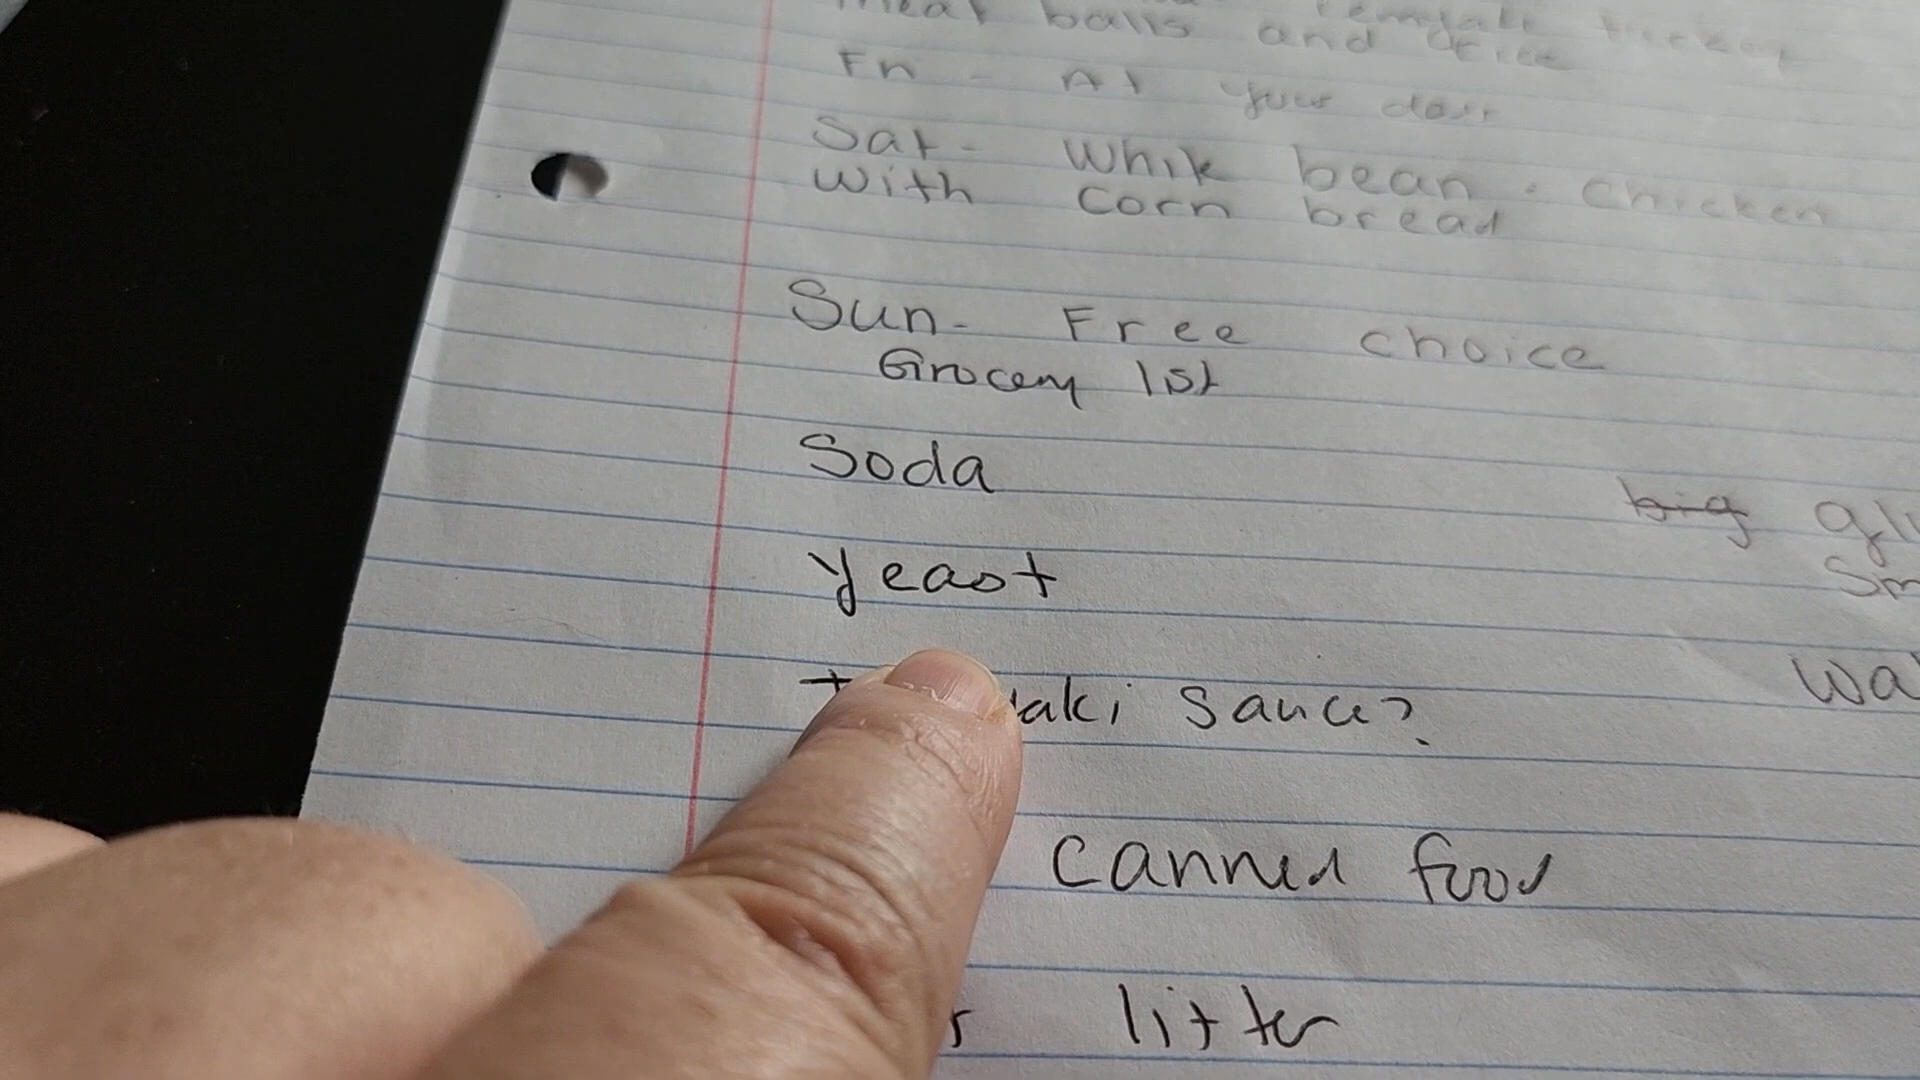 meat balls and rice
Fri - At your door
Sat - White bean chicken
with corn bread
Sun - Free choice
Grocery list
Soda
big
yeast
sauce?
canned food
litter